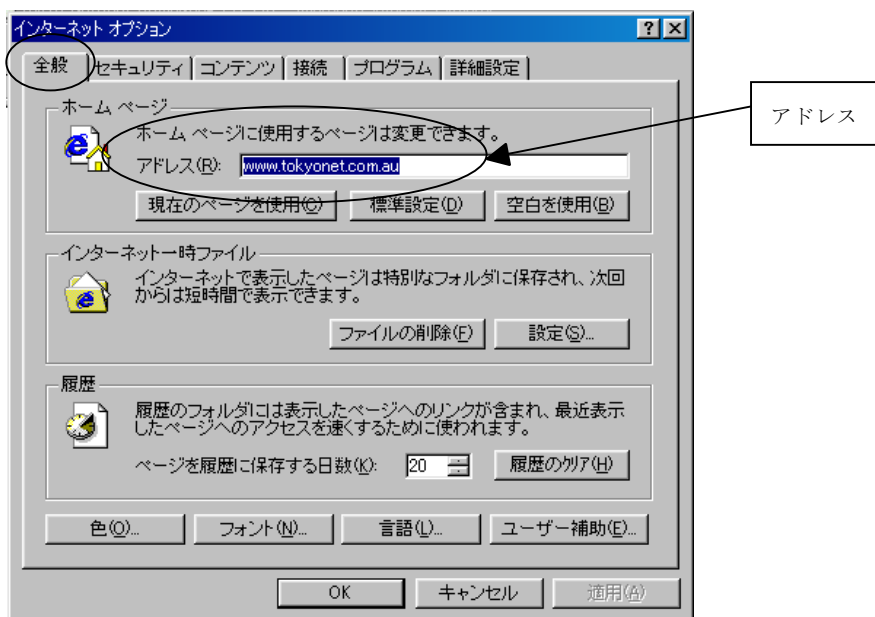 インターネット オプション
全般 セキュリティ コンテンツ 接続 プログラム 詳細設定
ホーム ページ
ホーム ページに使用するページは変更できます。
アドレス(R): www.tokyonet.com.au
アドレス
現在のページを使用(C) 標準設定(D) 空白を使用(B)
インターネット一時ファイル
インターネットで表示したページは特別なフォルダに保存され、次回
からは短時間で表示できます。
ファイルの削除(F) 設定(S)...
履歴
履歴のフォルダには表示したページへのリンクが含まれ、最近表示
したページへのアクセスを速くするために使われます。
ページを履歴に保存する日数(K): 20 履歴のクリア(H)
色(O)... フォント(N)... 言語(L)... ユーザー補助(E)...
OK キャンセル 適用(A)